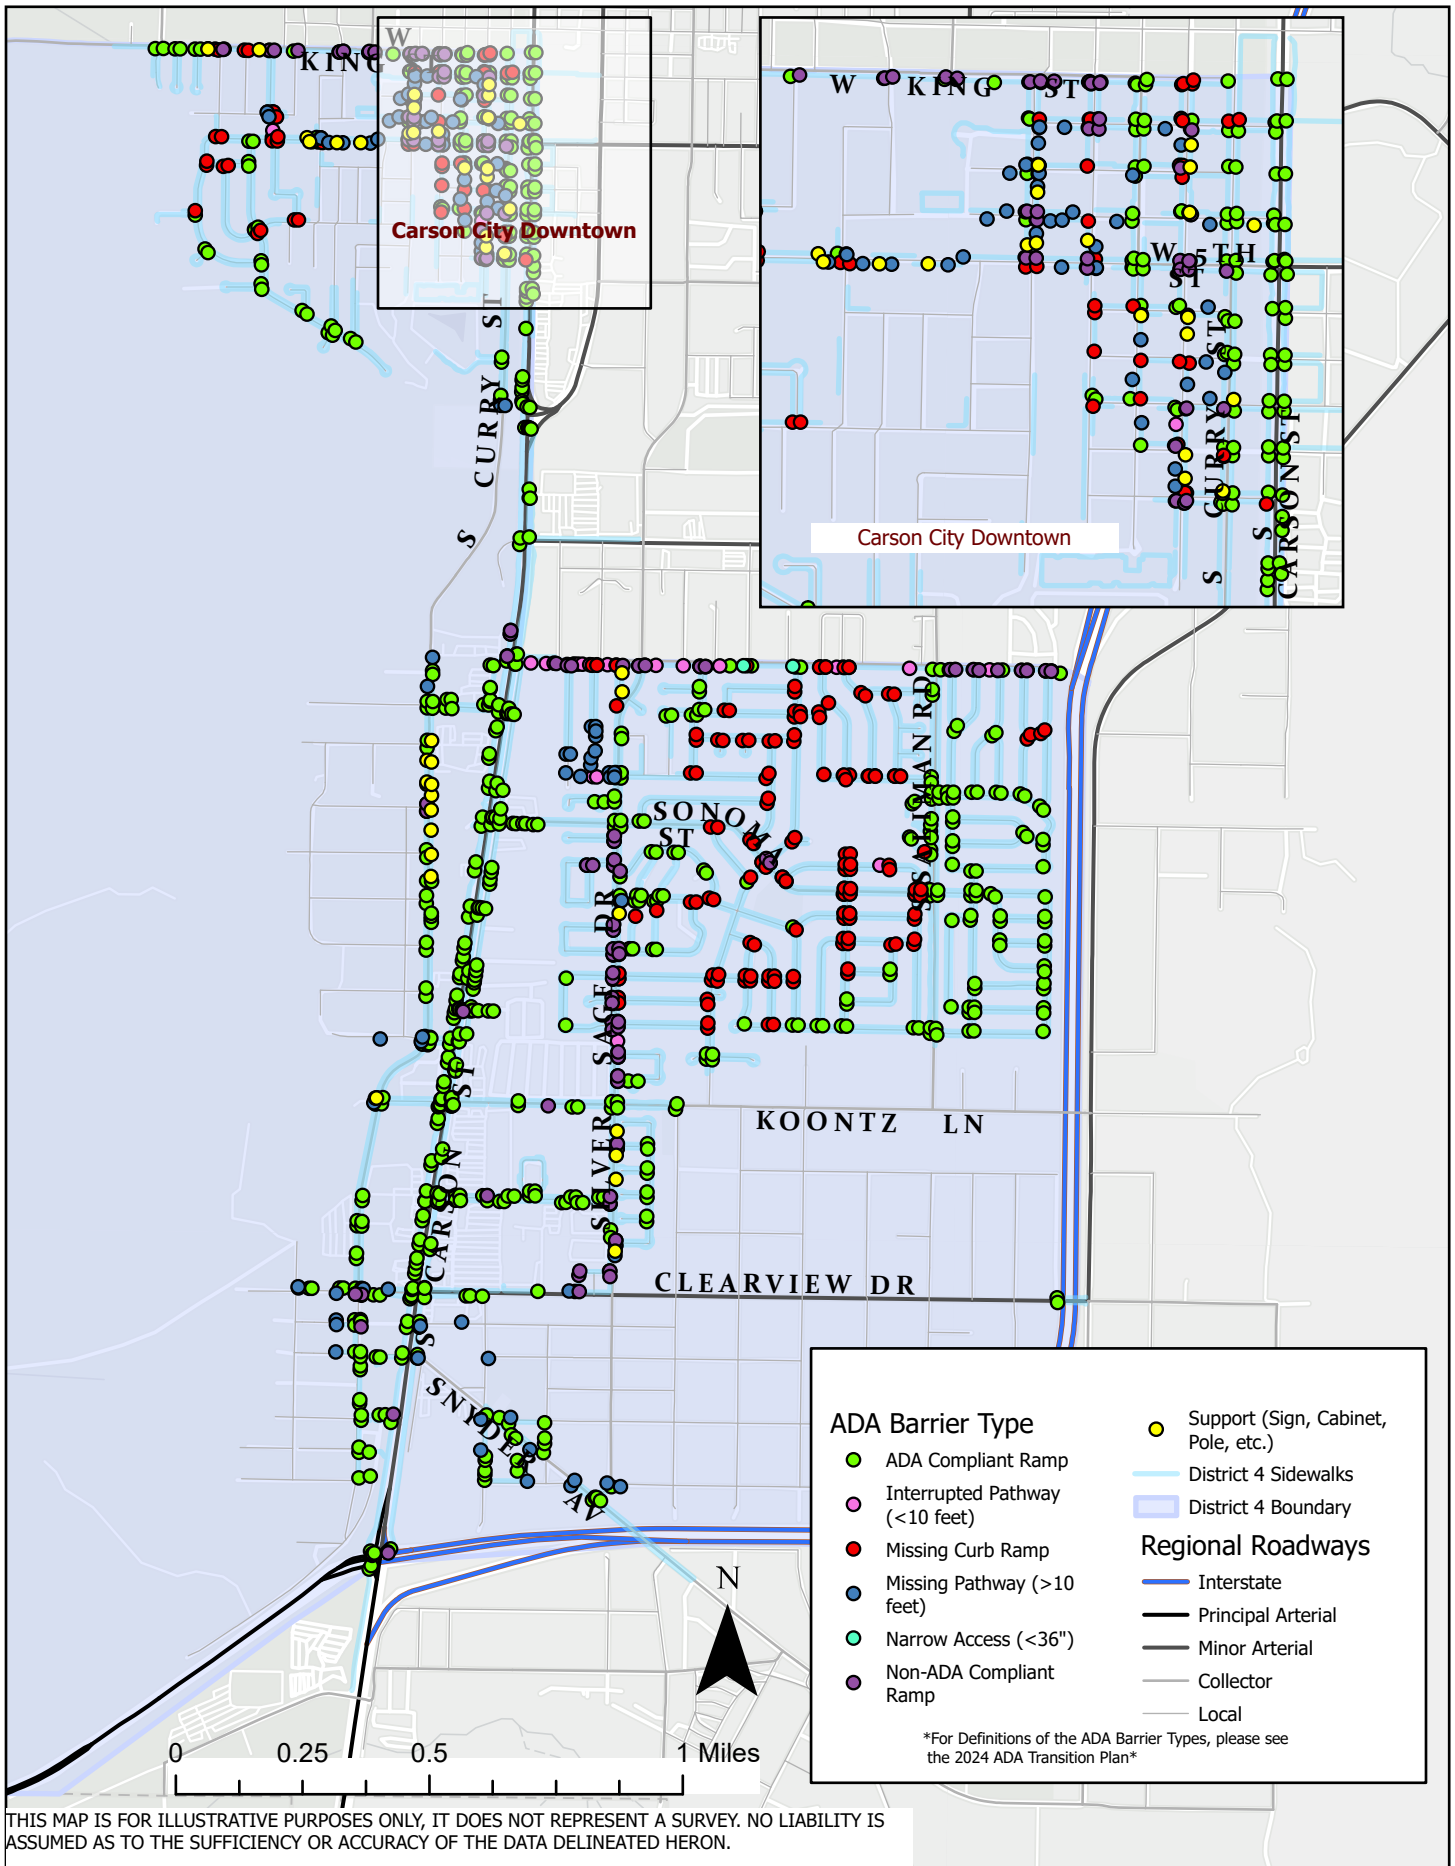 W
KING
Carson City Downtown
ST
CURRY
S
W KING ST
W 5TH
ST
CURRY ST
S
CARSON ST
S
Carson City Downtown
SONOMA
ST
S SALIMAN RD
SILVER SAGE DR
CARSON ST
S
KOONTZ LN
CLEARVIEW DR
SNYDER
AV
ADA Barrier Type
ADA Compliant Ramp
Interrupted Pathway
(<10 feet)
Missing Curb Ramp
Missing Pathway (>10
feet)
Narrow Access (<36")
Non-ADA Compliant
Ramp
Support (Sign, Cabinet,
Pole, etc.)
District 4 Sidewalks
District 4 Boundary
Regional Roadways
Interstate
Principal Arterial
Minor Arterial
Collector
Local
*For Definitions of the ADA Barrier Types, please see
the 2024 ADA Transition Plan*
N
0 0.25 0.5 1 Miles
THIS MAP IS FOR ILLUSTRATIVE PURPOSES ONLY, IT DOES NOT REPRESENT A SURVEY. NO LIABILITY IS
ASSUMED AS TO THE SUFFICIENCY OR ACCURACY OF THE DATA DELINEATED HERON.